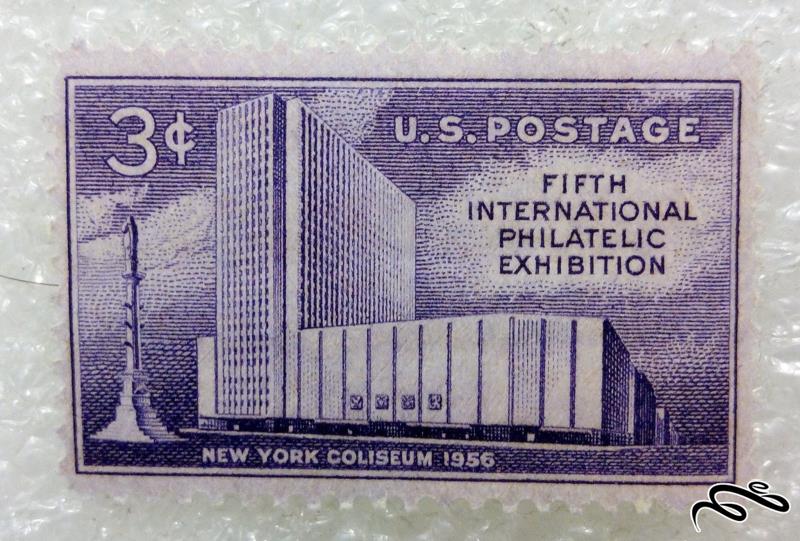 3¢
U.S. POSTAGE
FIFTH
INTERNATIONAL
PHILATELIC
EXHIBITION
NEW YORK COLISEUM 1956